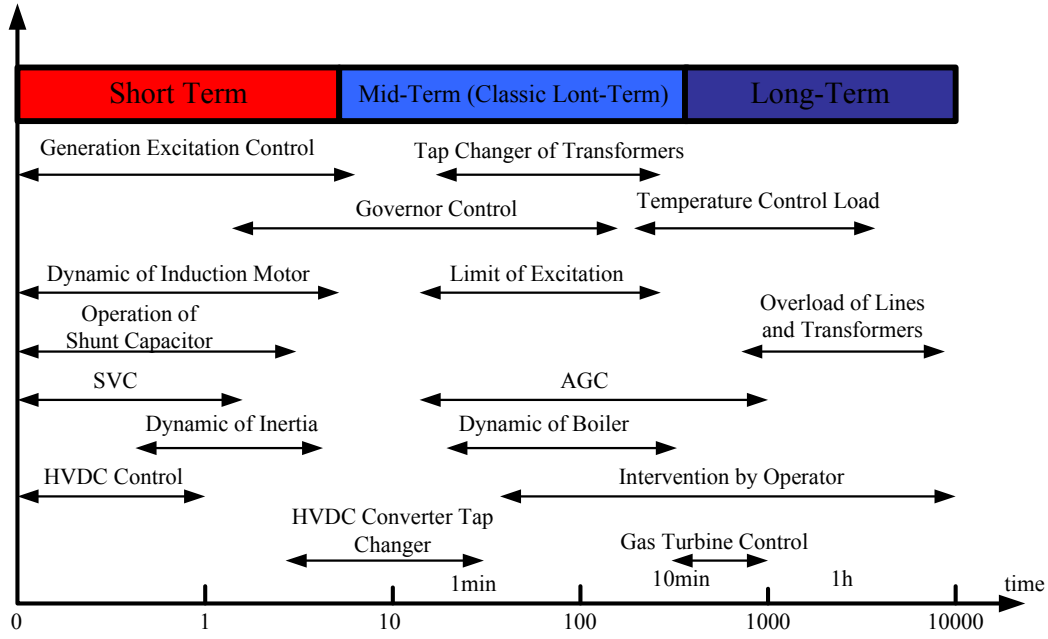 Short Term
Mid-Term (Classic Lont-Term)
Long-Term
Generation Excitation Control
Tap Changer of Transformers
Governor Control
Temperature Control Load
Dynamic of Induction Motor
Limit of Excitation
Operation of
Shunt Capacitor
Overload of Lines
and Transformers
SVC
AGC
Dynamic of Inertia
Dynamic of Boiler
HVDC Control
Intervention by Operator
HVDC Converter Tap
Changer
Gas Turbine Control
1min
10min
1h
time
0
1
10
100
1000
10000